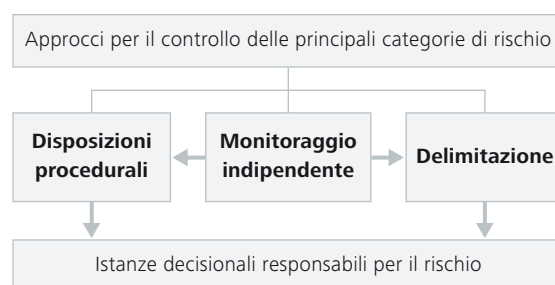 Approcci per il controllo delle principali categorie di rischio
Disposizioni
procedurali
Monitoraggio
indipendente
Delimitazione
Istanze decisionali responsabili per il rischio